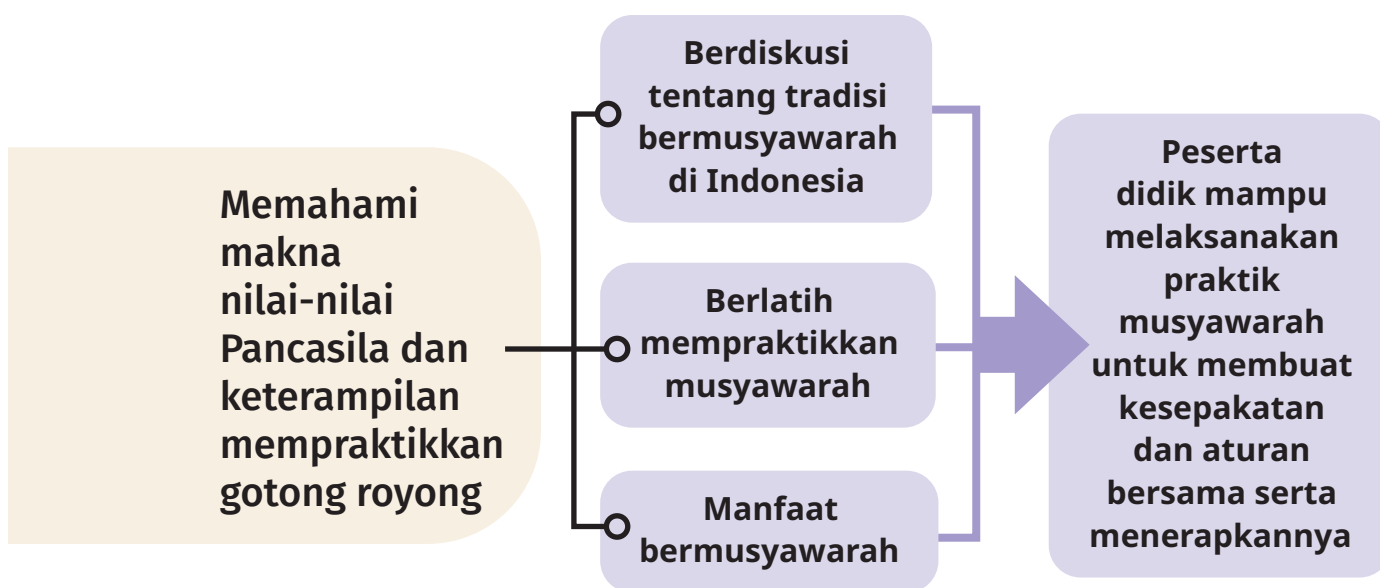 Memahami
makna
nilai-nilai
Pancasila dan
keterampilan
mempraktikkan
gotong royong
Berdiskusi
tentang tradisi
bermusyawarah
di Indonesia
Berlatih
mempraktikkan
musyawarah
Manfaat
bermusyawarah
Peserta
didik mampu
melaksanakan
praktik
musyawarah
untuk membuat
kesepakatan
dan aturan
bersama serta
menerapkannya